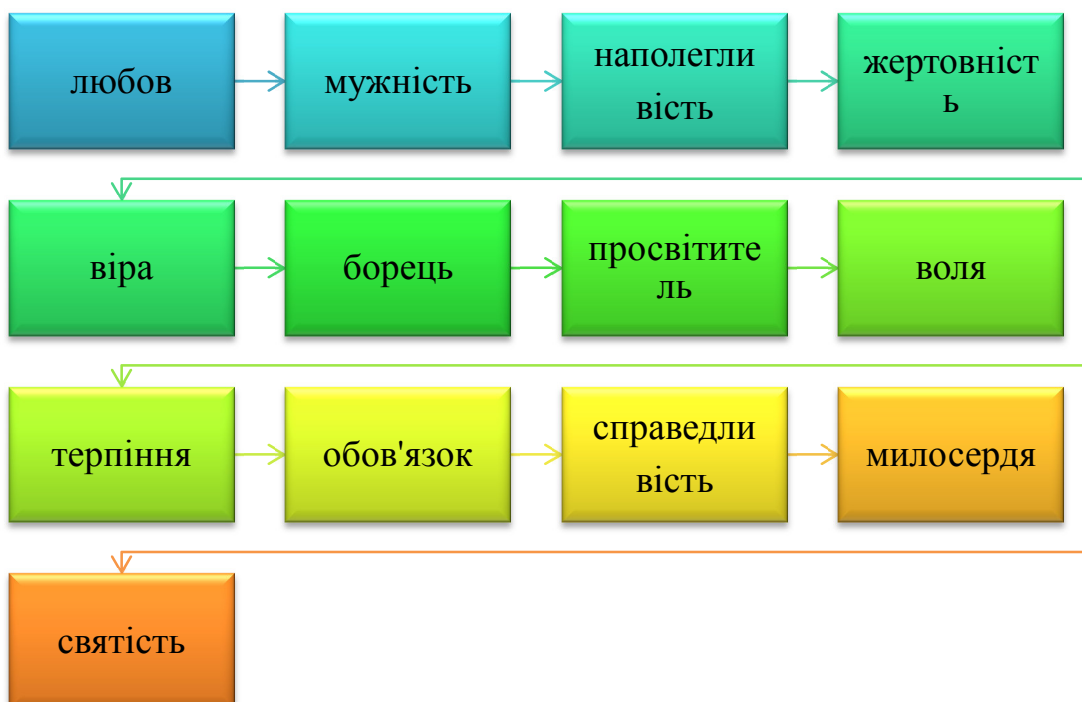 любов
мужність
наполегли
вість
жертовніст
ь
віра
борець
просвітите
ль
воля
терпіння
обов'язок
справедли
вість
милосердя
святість